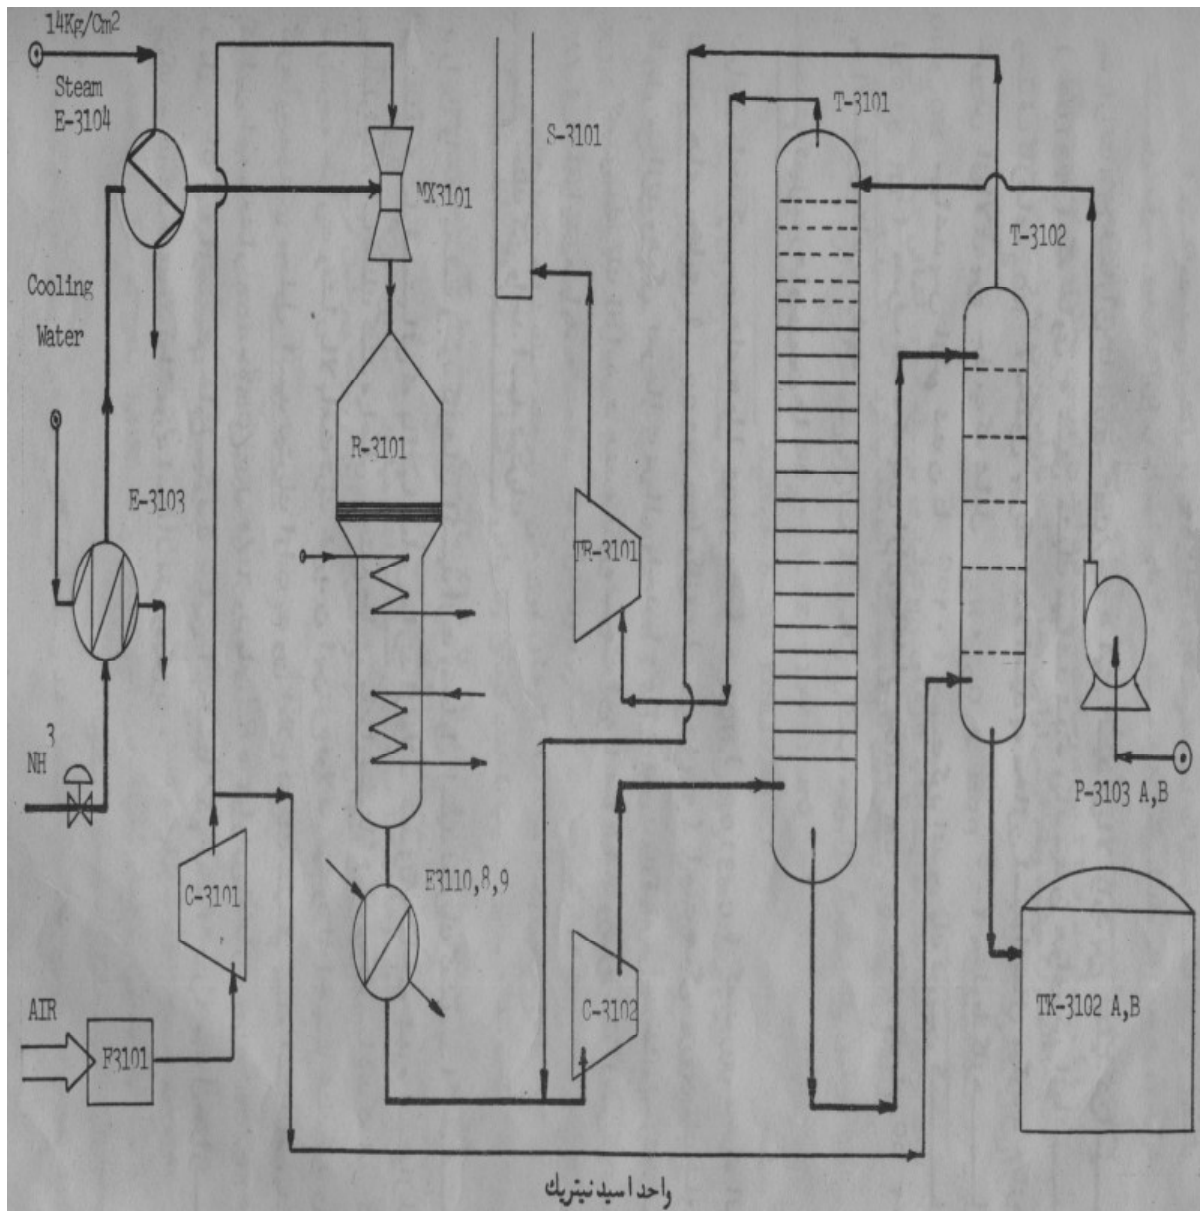 14Kg/Cm2
Steam
E-3104
MX3101
S-3101
T-3101
T-3102
Cooling
Water
E-3103
R-3101
TR-3101
3
NH
C-3101
E3110,8,9
C-3102
P-3103 A,B
TK-3102 A,B
AIR
F3101
واحد اسید نیتریك